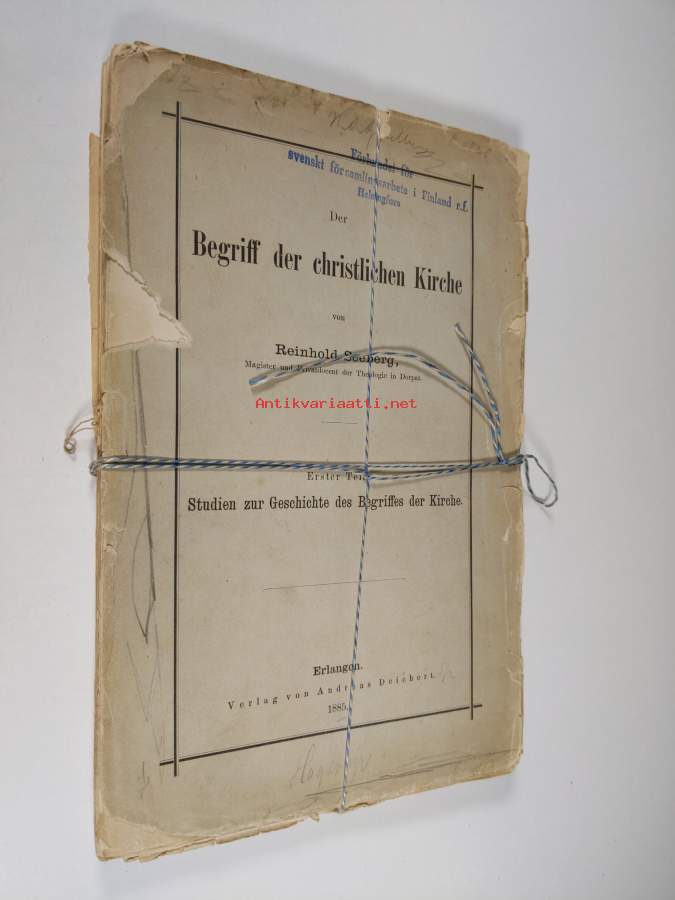 Förbundet för
svenskt församlingsarbete i Finland r.f.
Helsingfors
Der
Begriff der christlichen Kirche
von
Reinhold Seeberg,
Magister und Privatdocent der Theologie in Dorpat.
Antikvariaatti.net
Erster Teil.
Studien zur Geschichte des Begriffes der Kirche.
Erlangen.
Verlag von Andreas Deichert.
1885.